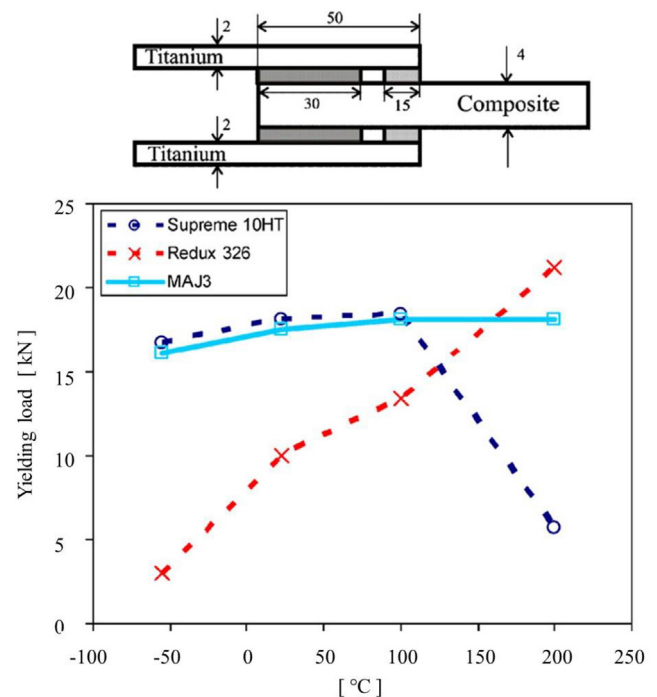 50
2
Titanium
4
30
15
Composite
2
Titanium
25
Supreme 10HT
Redux 326
20
MAJ3
15
10
5
0
-100
-50
0
50
100
150
200
250
Yielding load [ kN]
[ °C]